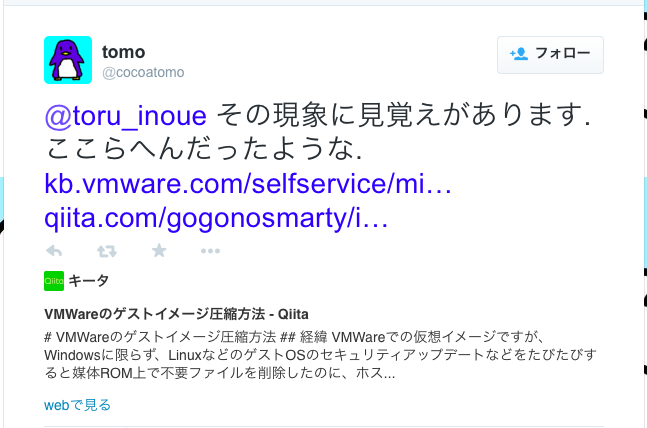 tomo
@cocoatomo
フォロー
@toru_inoue その現象に見覚えがあります.
ここらへんだったような.
kb.vmware.com/selfservice/mi…
qiita.com/gogonosmarty/i…
Qiita キータ
VMWareのゲストイメージ圧縮方法 - Qiita
# VMWareのゲストイメージ圧縮方法 ## 経緯 VMWareでの仮想イメージですが、
Windowsに限らず、LinuxなどのゲストOSのセキュリティアップデートなどをたびたびす
ると媒体ROM上で不要ファイルを削除したのに、ホス...
webで見る